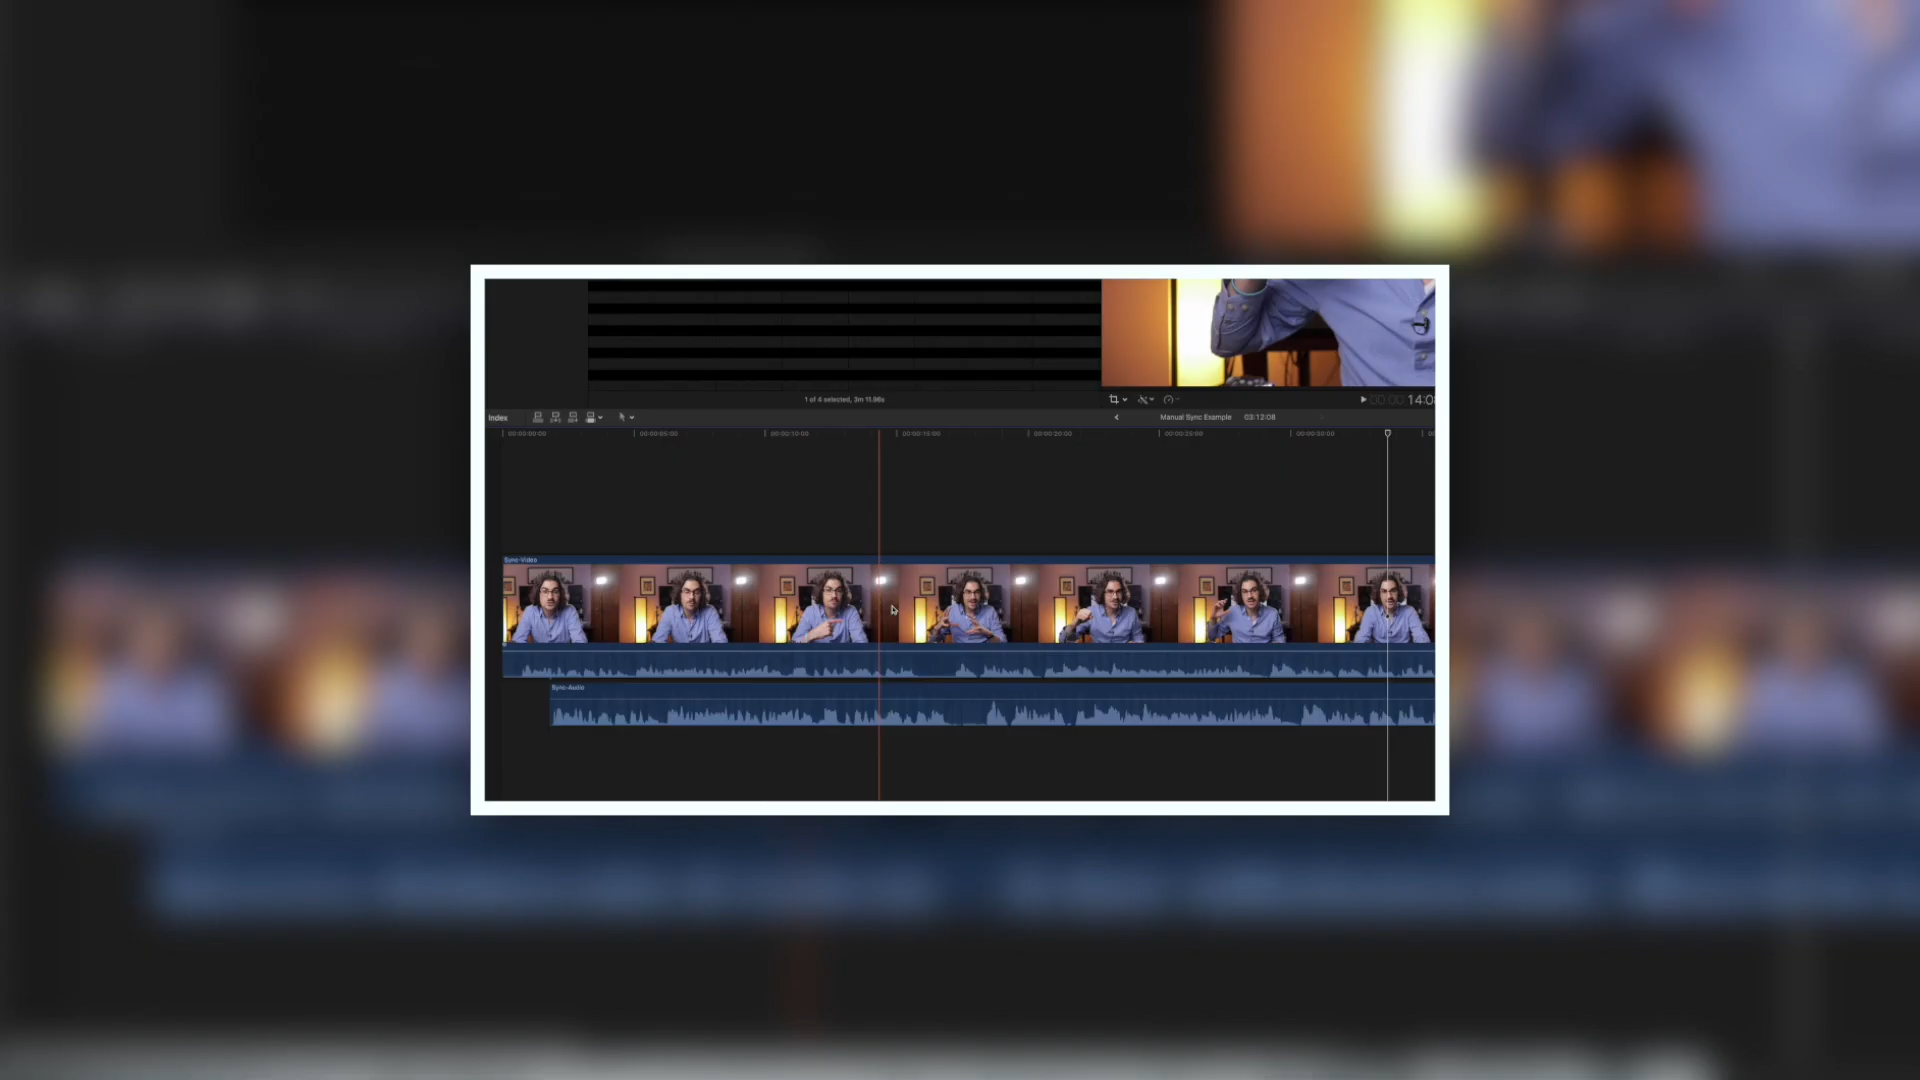 1 of 4 selected, 3m 11.86s
14:0
Index
Manual Sync Example 03:12:08
00:00:00:00 00:00:05:00 00:00:10:00 00:00:15:00 00:00:20:00 00:00:25:00 00:00:30:00
Sync-Video
Sync-Audio